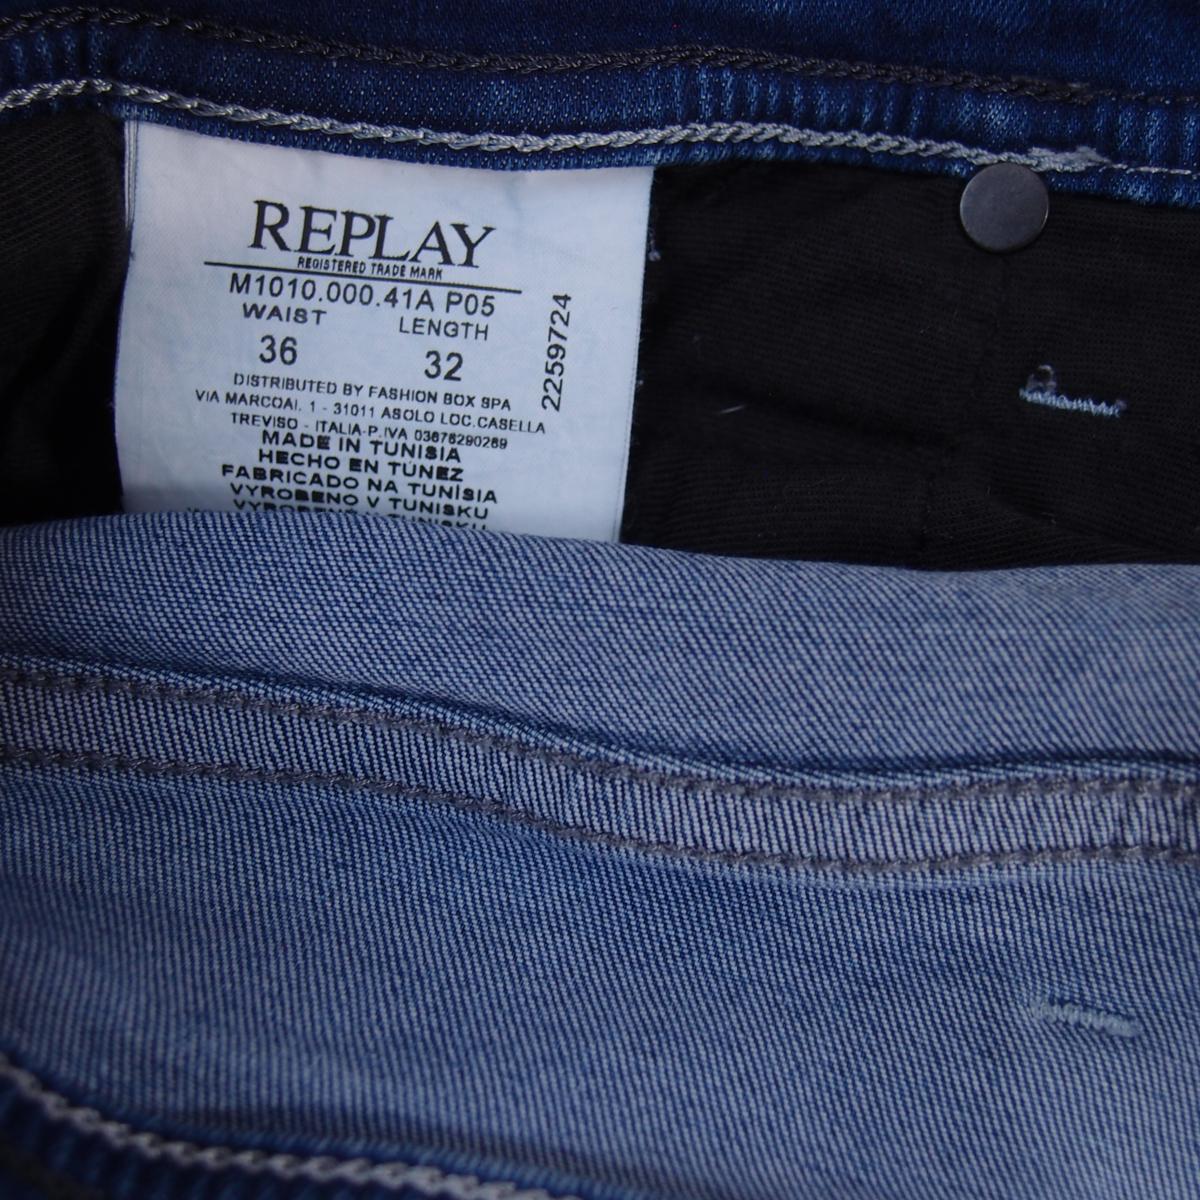 REPLAY
REGISTERED TRADE MARK
M1010.000.41A P05
WAIST LENGTH
36 32
2259724
DISTRIBUTED BY FASHION BOX SPA
VIA MARCOAI, 1 - 31011 ASOLO LOC.CASELLA
TREVISO - ITALIA-P.IVA 03676290269
MADE IN TUNISIA
HECHO EN TÚNEZ
FABRICADO NA TUNÍSIA
VYROBENO V TUNISKU